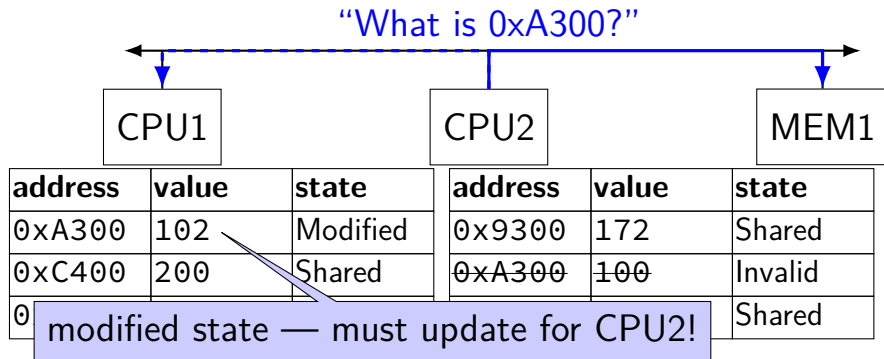 “What is 0xA300?”
CPU1 CPU2 MEM1
address value state address value state
0xA300 102 Modified 0x9300 172 Shared
0xC400 200 Shared 0xA300 100 Invalid
0 Shared
modified state — must update for CPU2!